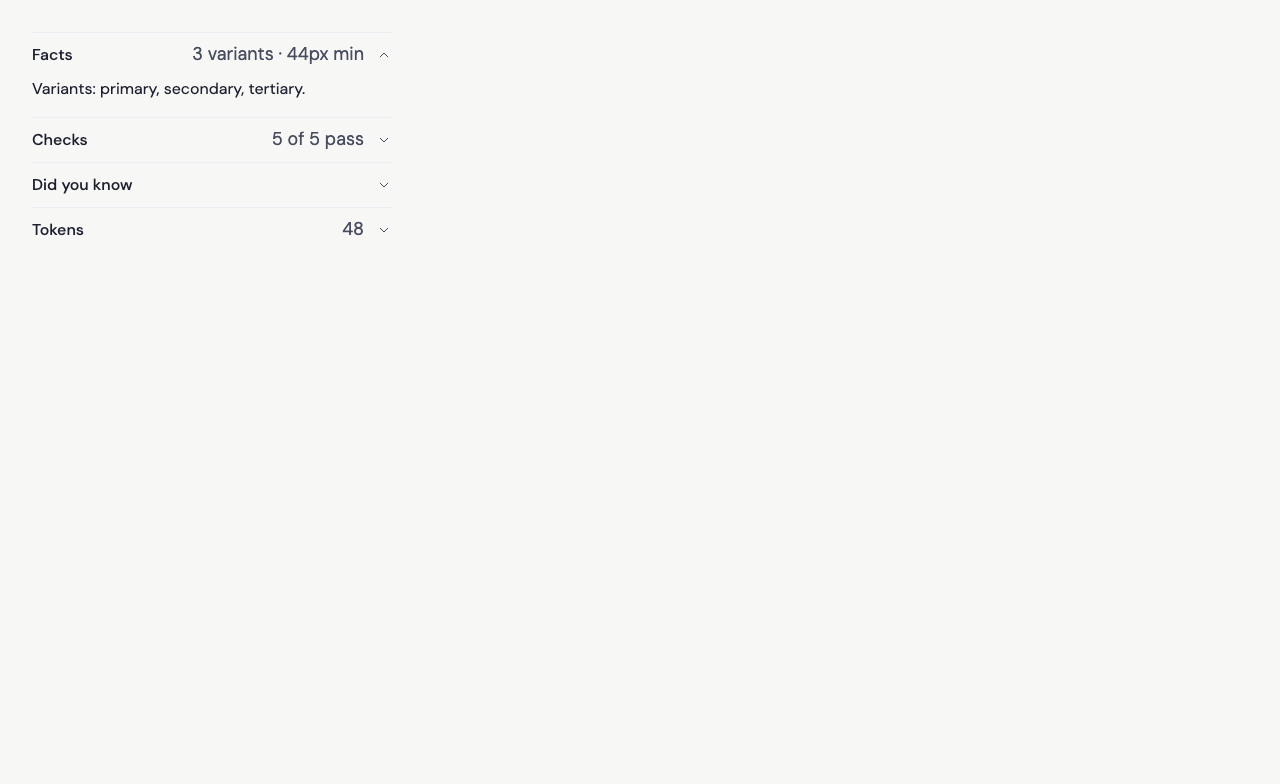 Facts 3 variants · 44px min
Variants: primary, secondary, tertiary.
Checks 5 of 5 pass
Did you know
Tokens 48